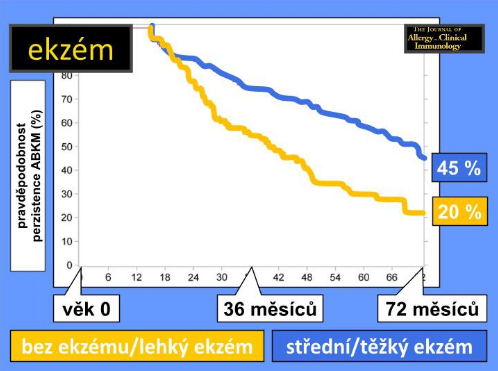 ekzém
THE JOURNAL OF
Allergy and Clinical
Immunology
pravděpodobnost
perzistence ABKM (%)
80
70
60
50
40
30
20
10
0
6
12
18
24
30
42
48
54
60
66
45 %
20 %
věk 0
36 měsíců
72 měsíců
bez ekzému/lehký ekzém
střední/těžký ekzém